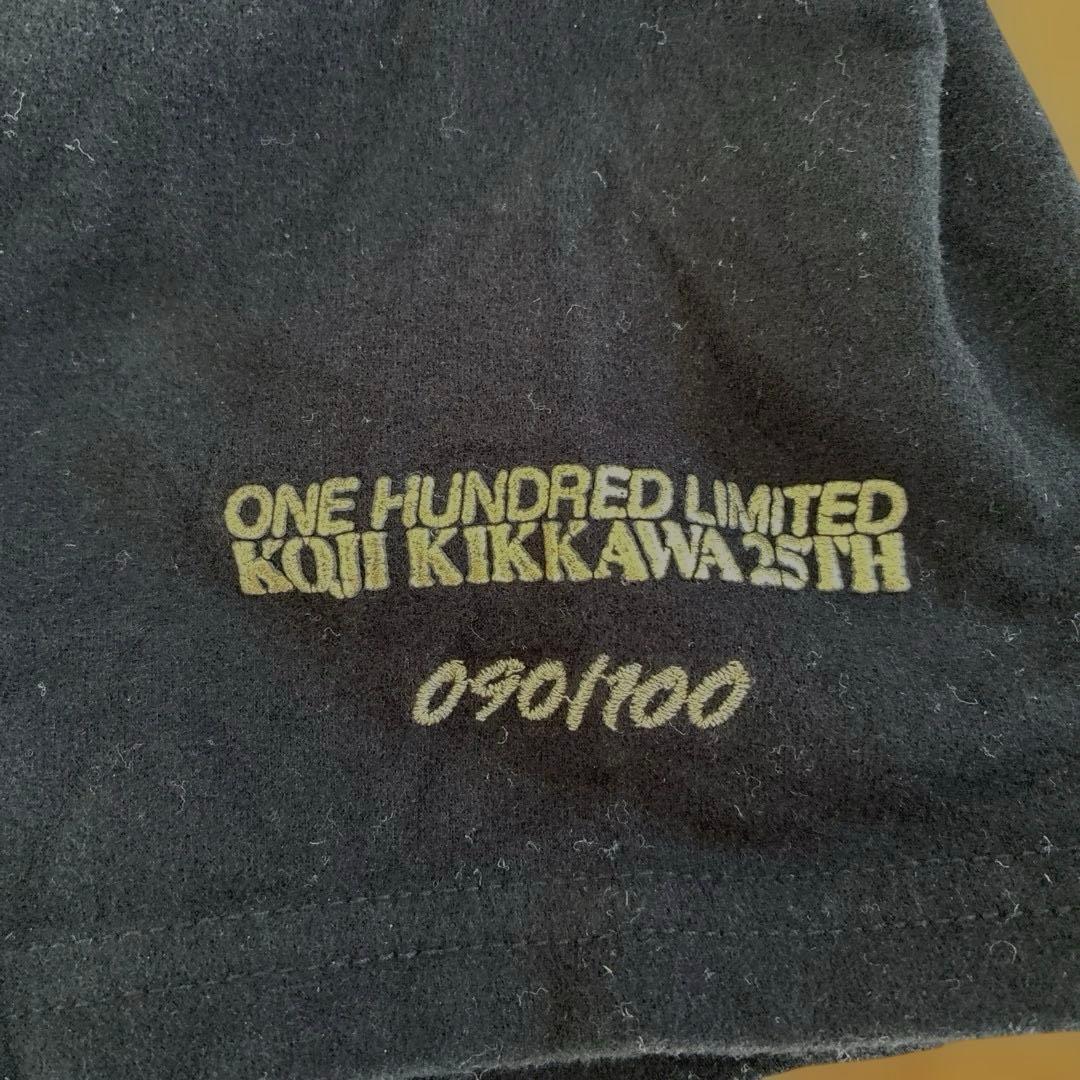 ONE HUNDRED LIMITED
KOJI KIKKAWA 25TH
090/100